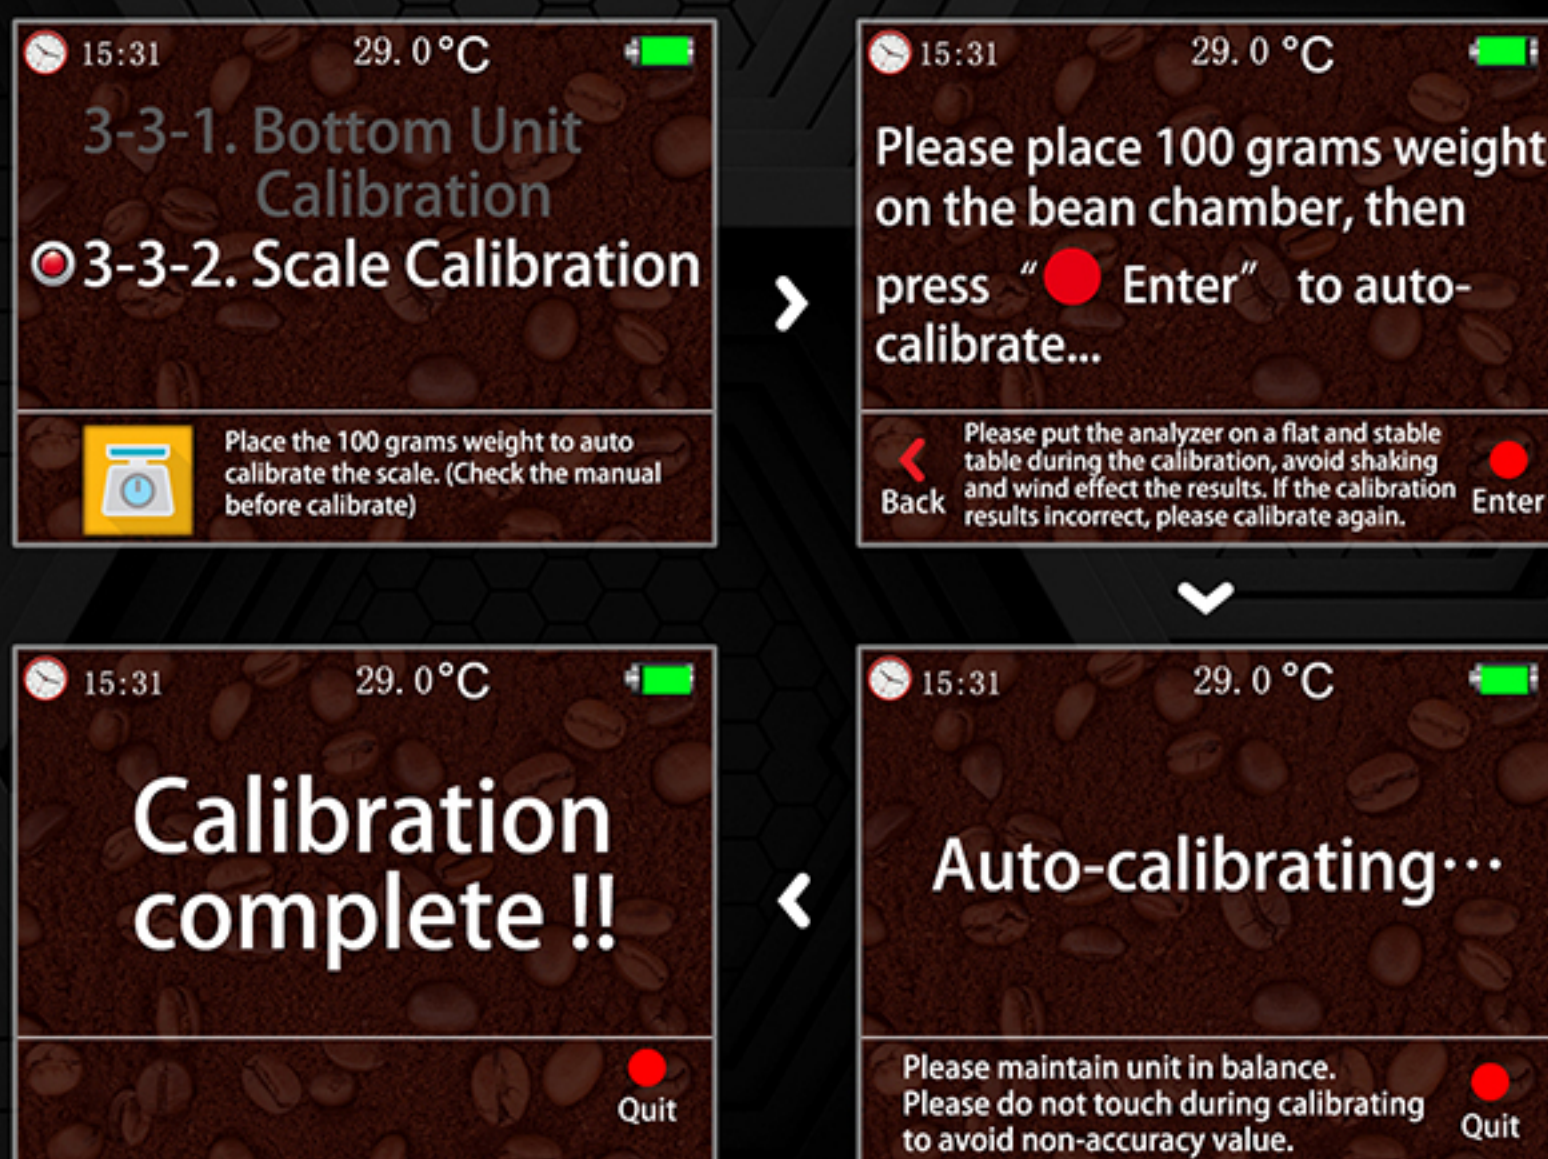 15:31 29.0°C
3-3-1. Bottom Unit
Calibration
3-3-2. Scale Calibration
Place the 100 grams weight to auto
calibrate the scale. (Check the manual
before calibrate)
15:31 29.0°C
Please place 100 grams weight
on the bean chamber, then
press “ Enter” to auto-
calibrate...
Back
Please put the analyzer on a flat and stable
table during the calibration, avoid shaking
and wind effect the results. If the calibration
results incorrect, please calibrate again.
Enter
15:31 29.0°C
Auto-calibrating···
Please maintain unit in balance.
Please do not touch during calibrating
to avoid non-accuracy value.
Quit
15:31 29.0°C
Calibration
complete !!
Quit